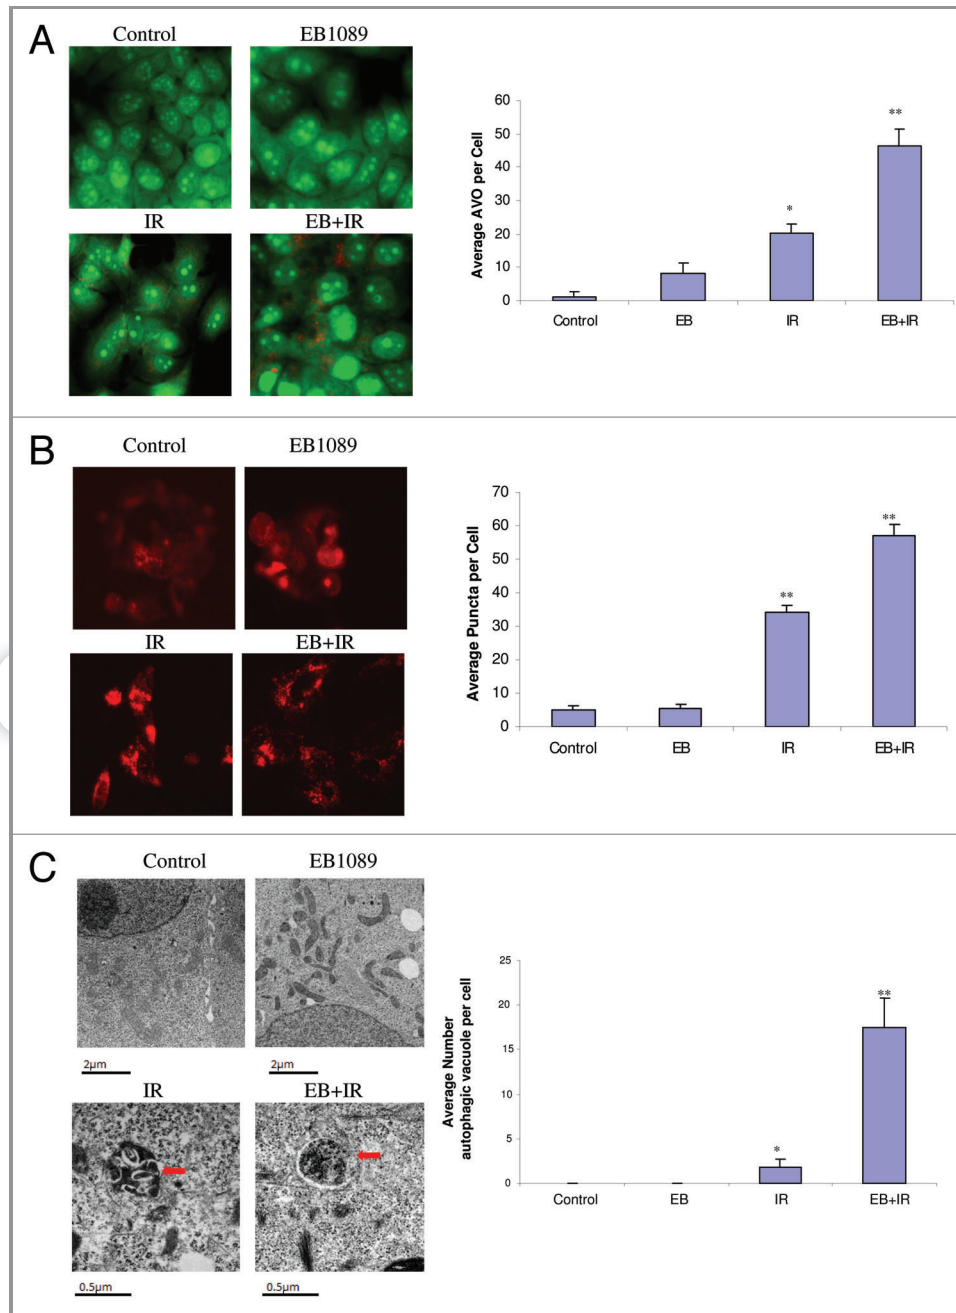 A
Control
EB1089
IR
EB+IR
Average AVO per Cell
60
50
40
30
20
10
0
*
**
Control
EB
IR
EB+IR
B
Control
EB1089
IR
EB+IR
Average Puncta per Cell
70
60
50
40
30
20
10
0
**
**
Control
EB
IR
EB+IR
C
Control
EB1089
2µm
2µm
IR
EB+IR
0.5µm
0.5µm
Average Number
autophagic vacuole per cell
25
20
15
10
5
0
*
**
Control
EB
IR
EB+IR